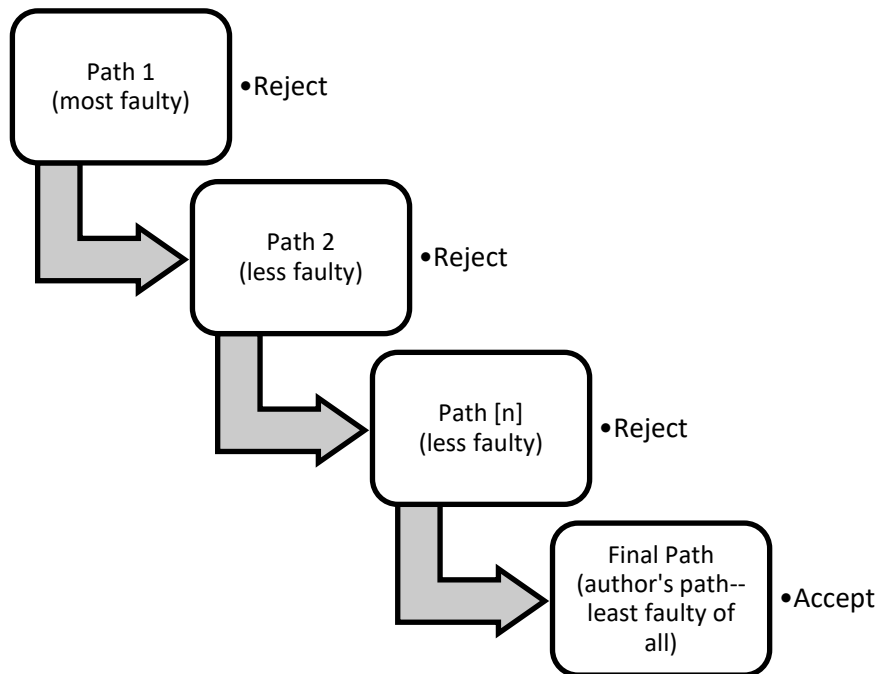 Path 1
(most faulty)
•Reject
Path 2
(less faulty)
•Reject
Path [n]
(less faulty)
•Reject
Final Path
(author's path--
least faulty of
all)
•Accept